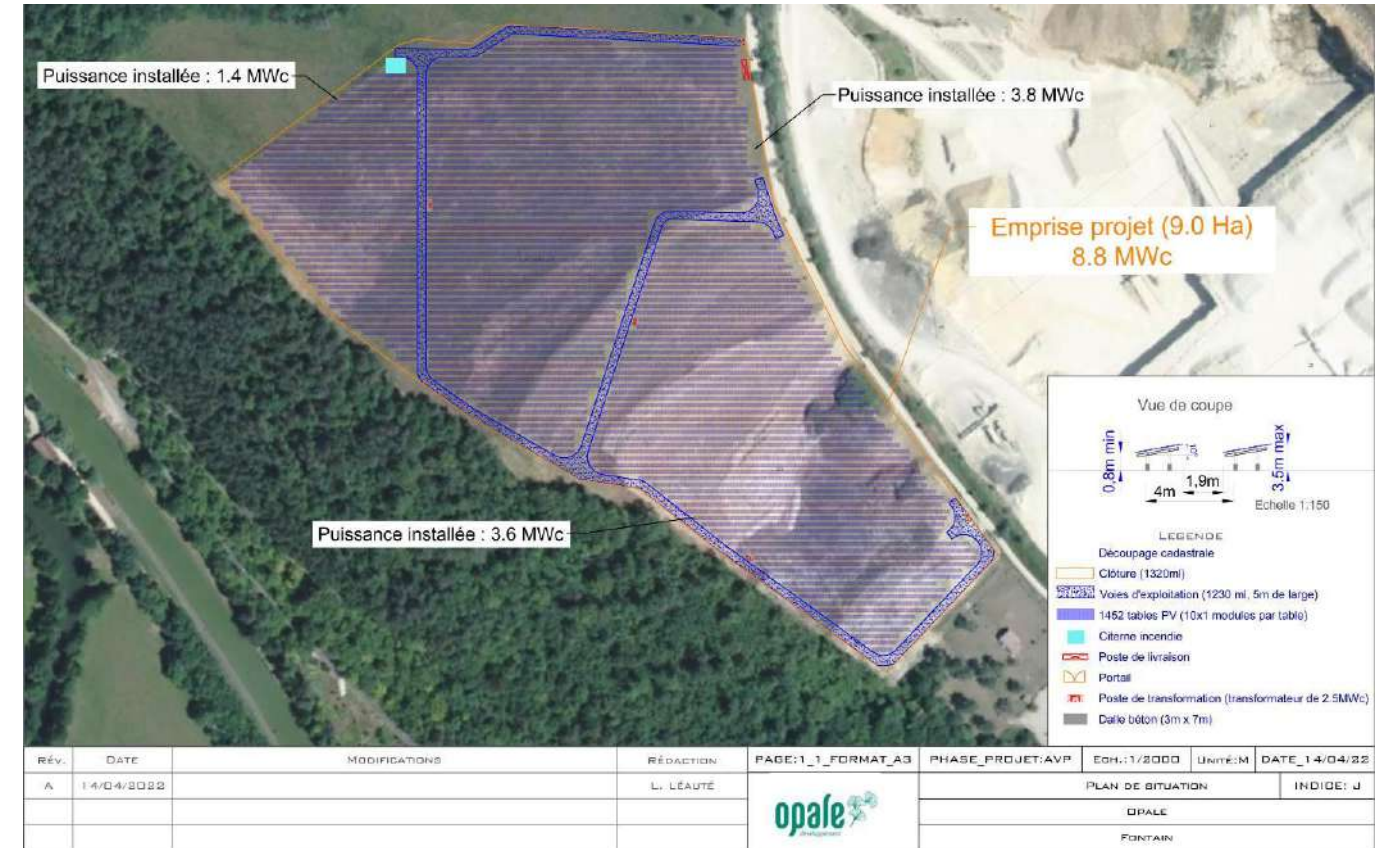 Puissance installée : 1.4 MWc
Puissance installée : 3.8 MWc
Emprise projet (9.0 Ha)
8.8 MWc
Puissance installée : 3.6 MWc
Vue de coupe
0,8m min
4m
1,9m
3.5m max
Echelle 1:150
LEGENDE
Découpage cadastrale
Clôture (1320ml)
Voies d'exploitation (1230 ml, 5m de large)
1452 tables PV (10x1 modules par table)
Citerne incendie
Poste de livraison
Portail
Poste de transformation (transformateur de 2.5MWc)
Dalle béton (3m x 7m)
RÉV. DATE MODIFICATIONS RÉDACTION PAGE:1_1_FORMAT_A3 PHASE_PROJET:AVP ECH.:1/2000 UNITÉ:M DATE_14/04/22
A 14/04/2022 L. LÉAUTÉ PLAN DE SITUATION INDICE: J
opale
développement
OPALE
FONTAIN